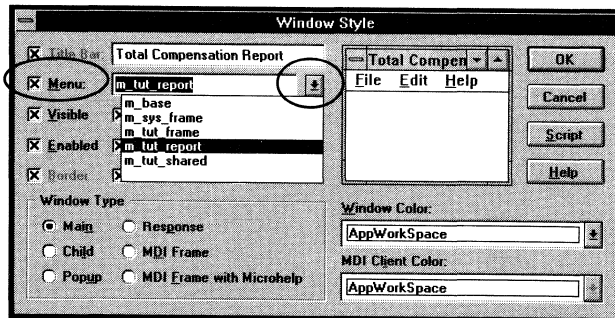 Window Style
Title Bar: Total Compensation Report
Menu: m_tut_report
m_base
m_sys_frame
m_tut_frame
m_tut_report
m_tut_shared
Visible
Enabled
Border
Total Compen
File Edit Help
OK
Cancel
Script
Help
Window Type
Main Response
Child MDI Frame
Popup MDI Frame with Microhelp
Window Color:
AppWorkSpace
MDI Client Color:
AppWorkSpace